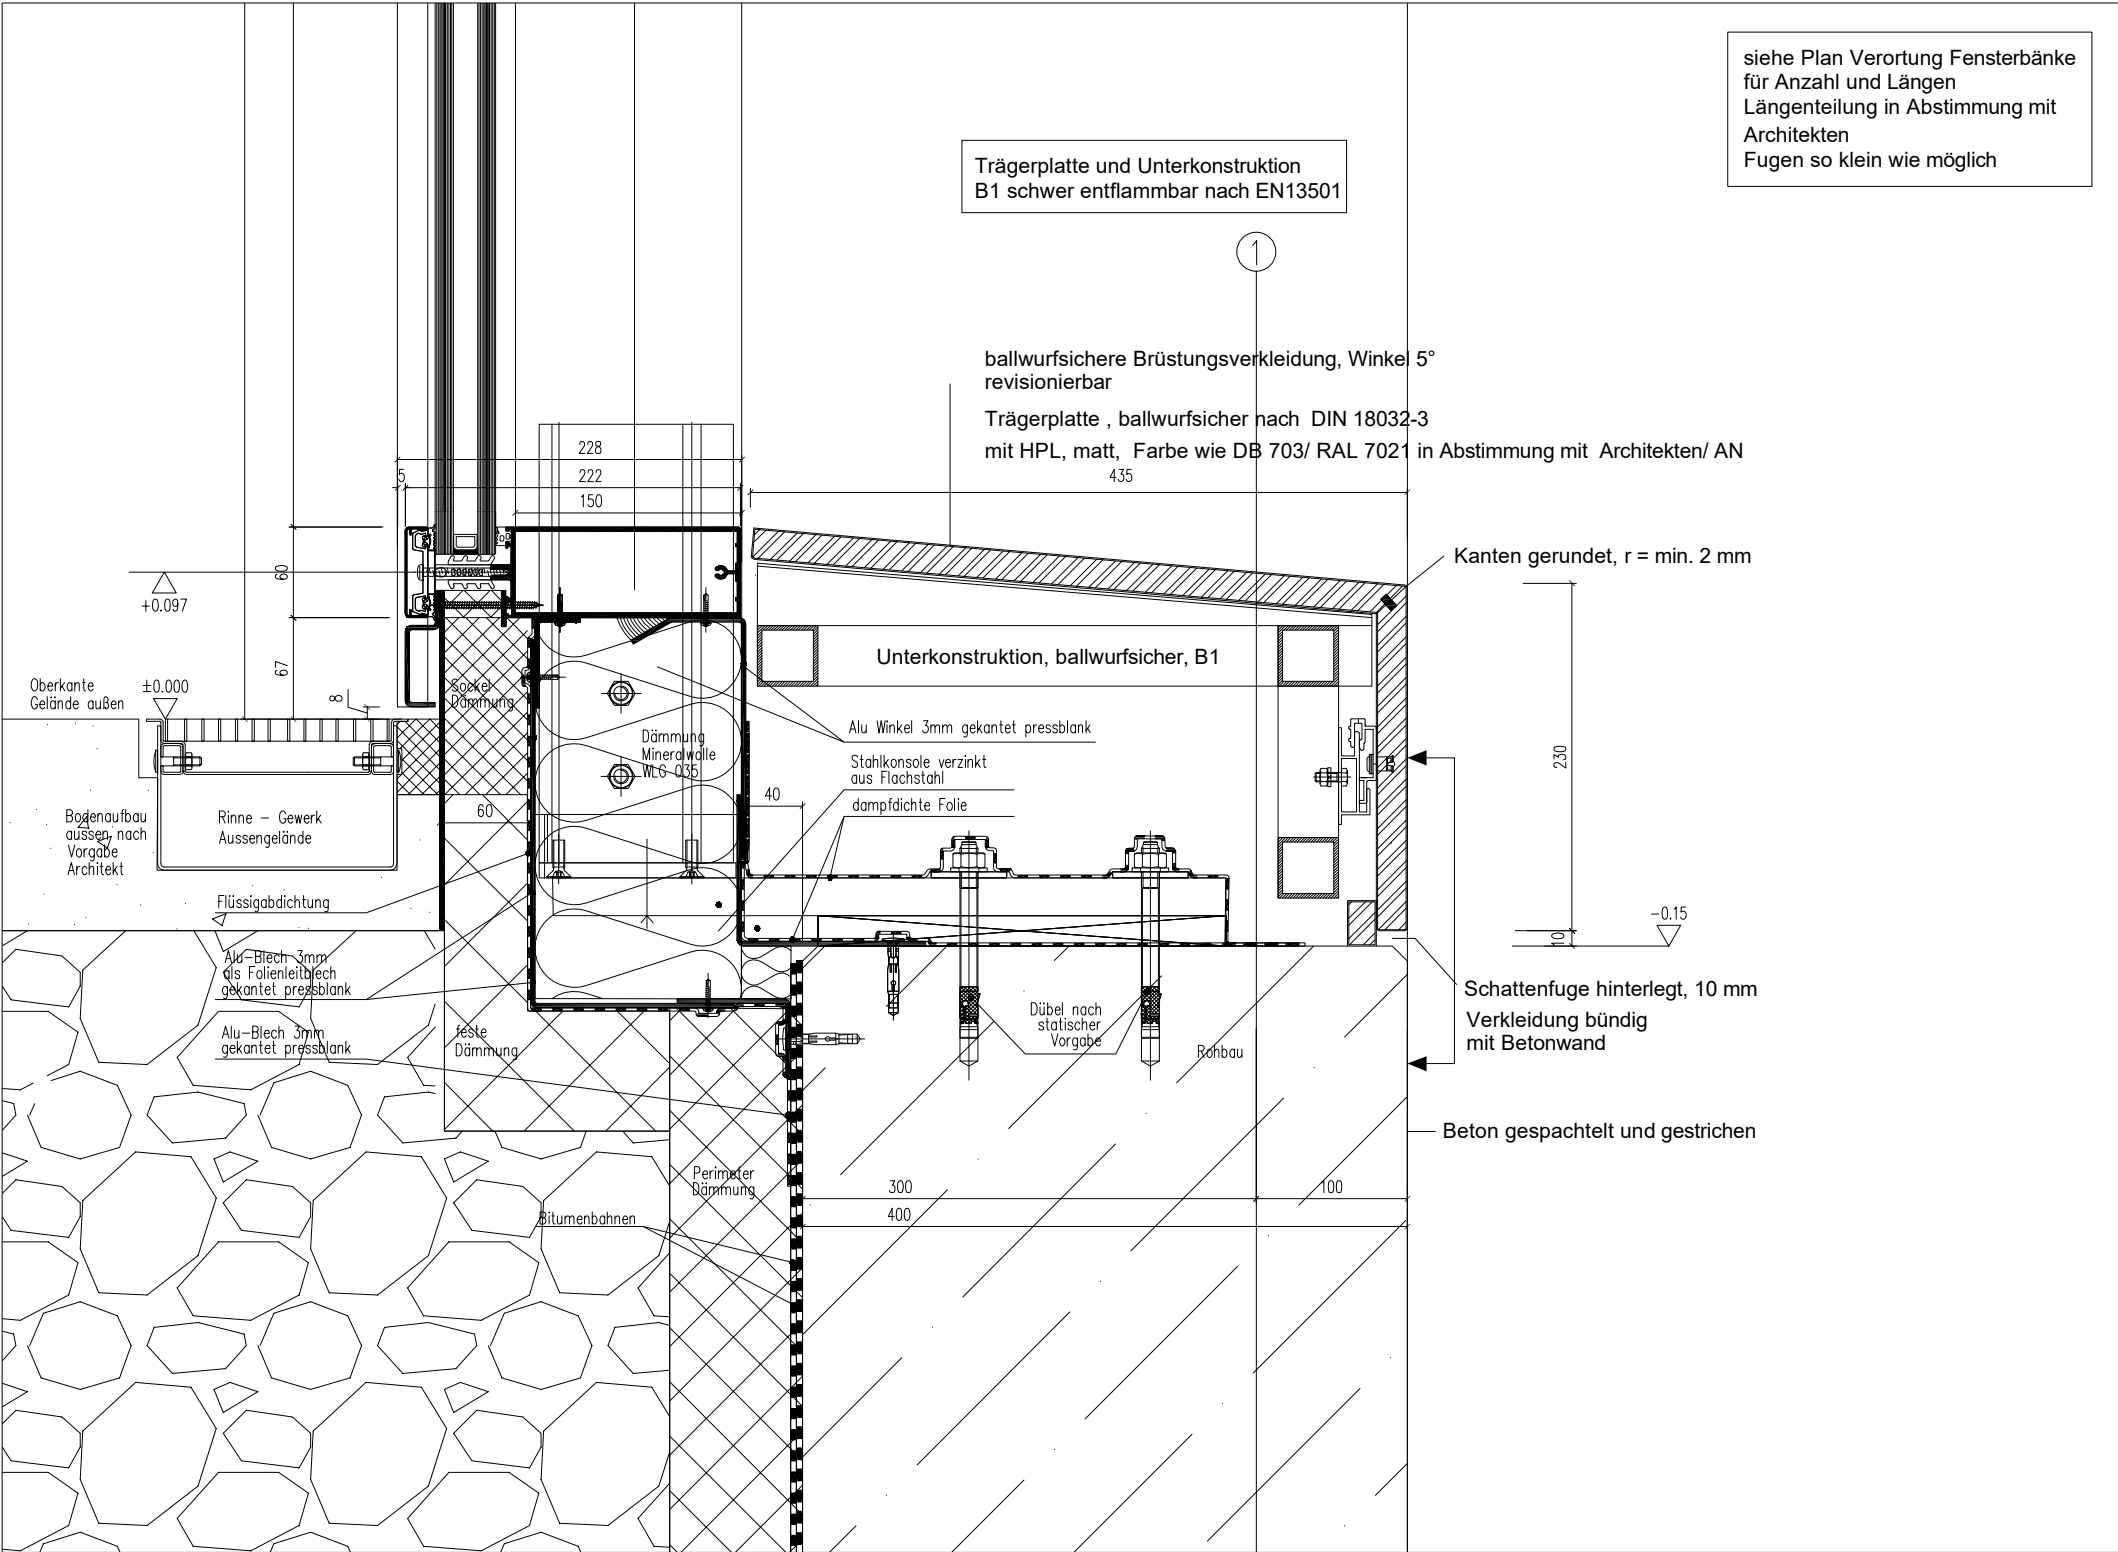 siehe Plan Verortung Fensterbänke
für Anzahl und Längen
Längenteilung in Abstimmung mit
Architekten
Fugen so klein wie möglich
Trägerplatte und Unterkonstruktion
B1 schwer entflammbar nach EN13501
1
ballwurfsichere Brüstungsverkleidung, Winkel 5°
revisionierbar
Trägerplatte , ballwurfsicher nach DIN 18032-3
mit HPL, matt, Farbe wie DB 703/ RAL 7021 in Abstimmung mit Architekten/ AN
228
5
222
435
150
Kanten gerundet, r = min. 2 mm
60
+0.097
67
Unterkonstruktion, ballwurfsicher, B1
Oberkante
Gelände außen
±0.000
8
Sockel
Dämmung
Alu Winkel 3mm gekantet pressblank
Dämmung
Mineralwolle
WLG 035
Stahlkonsole verzinkt
aus Flachstahl
dampfdichte Folie
230
40
60
Bodenaufbau
aussen nach
Vorgabe
Architekt
Rinne – Gewerk
Aussengelände
Flüssigabdichtung
-0.15
10
Alu-Blech 3mm
als Folienleitblech
gekantet pressblank
Schattenfuge hinterlegt, 10 mm
Verkleidung bündig
mit Betonwand
Dübel nach
statischer
Vorgabe
Rohbau
Alu-Blech 3mm
gekantet pressblank
feste
Dämmung
Beton gespachtelt und gestrichen
Perimeter
Dämmung
300
100
400
Bitumenbahnen